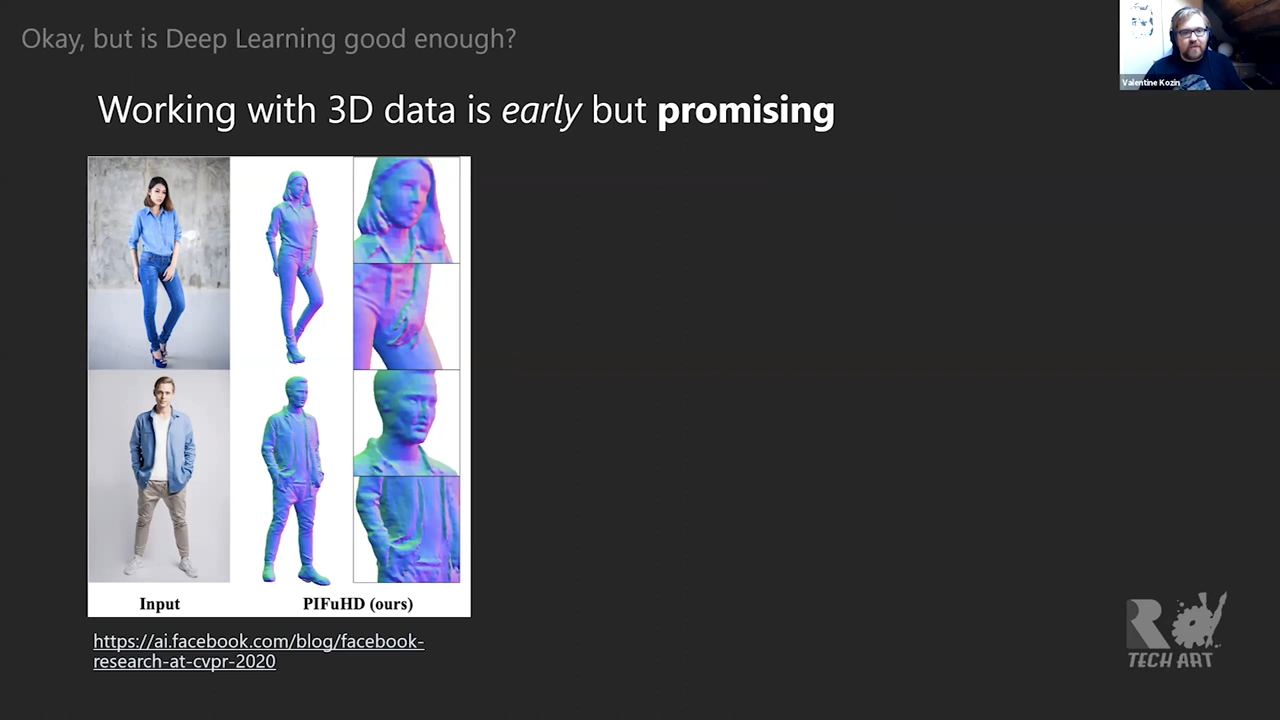 Okay, but is Deep Learning good enough?
Valentine Kozin
Working with 3D data is early but promising
Input
PIFuHD (ours)
https://ai.facebook.com/blog/facebook-
research-at-cvpr-2020
R
TECH ART